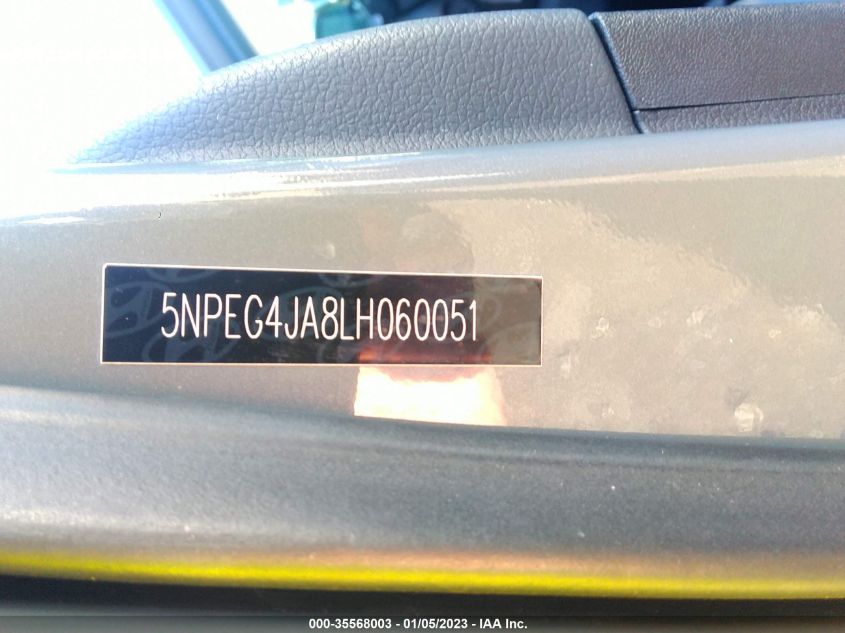 5NPEG4JA8LH060051
000-35568003 — 01/05/2023 - IAA Inc.